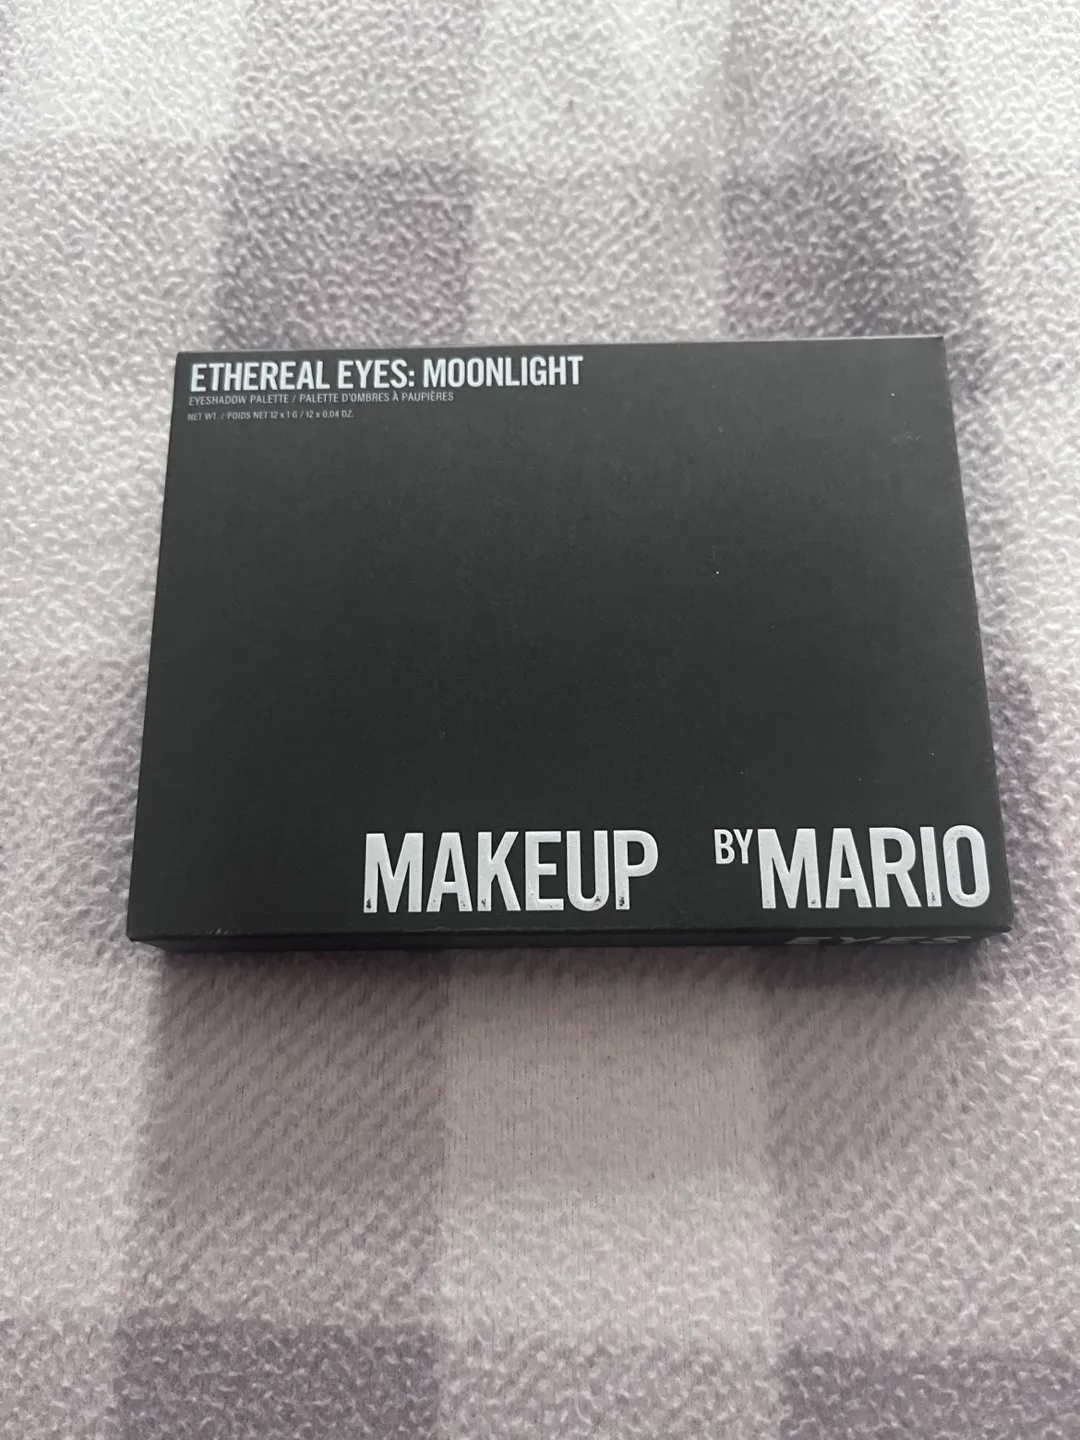 ETHEREAL EYES: MOONLIGHT
EYESHADOW PALETTE / PALETTE D'OMBRES À PAUPIÈRES
NET WT. / POIDS NET 12 x 1 G / 12 x 0.04 OZ.
MAKEUP BY MARIO
EYES